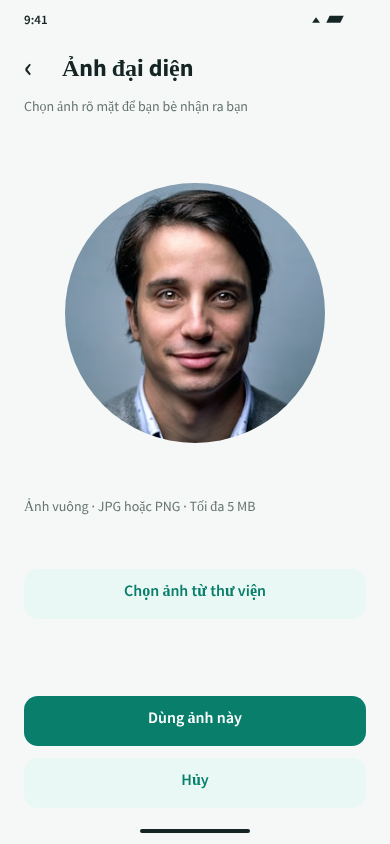 9:41
Ảnh đại diện
Chọn ảnh rõ mặt để bạn bè nhận ra bạn
Ảnh vuông · JPG hoặc PNG · Tối đa 5 MB
Chọn ảnh từ thư viện
Dùng ảnh này
Hủy